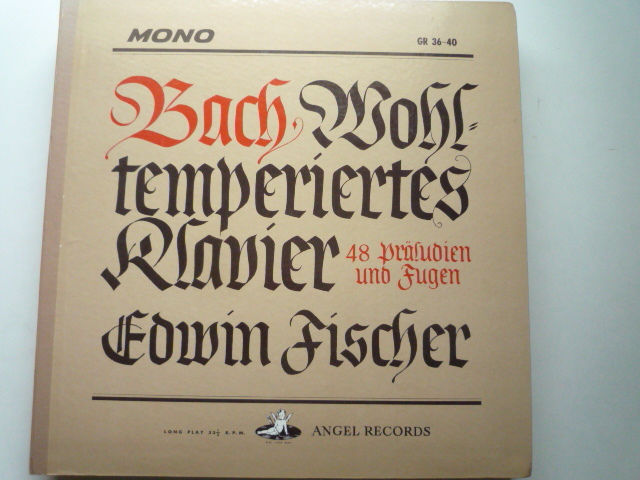 MONO
GR 36-40
Bach. Wohl-
temperiertes
Klavier
48 Präludien
und Fugen
Edwin Fischer
LONG PLAY 33⅓ R.P.M.
ANGEL RECORDS